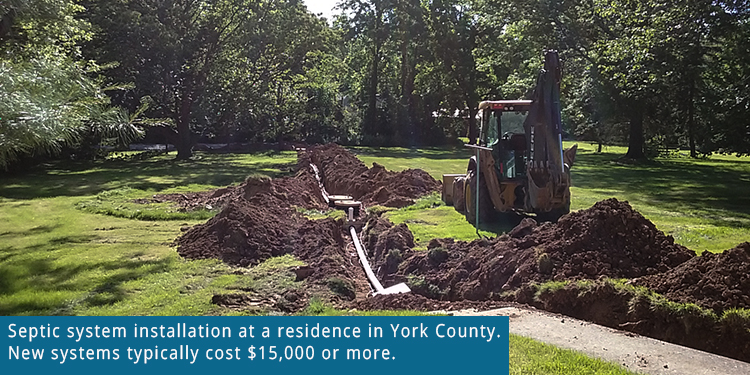 Septic system installation at a residence in York County.
New systems typically cost $15,000 or more.